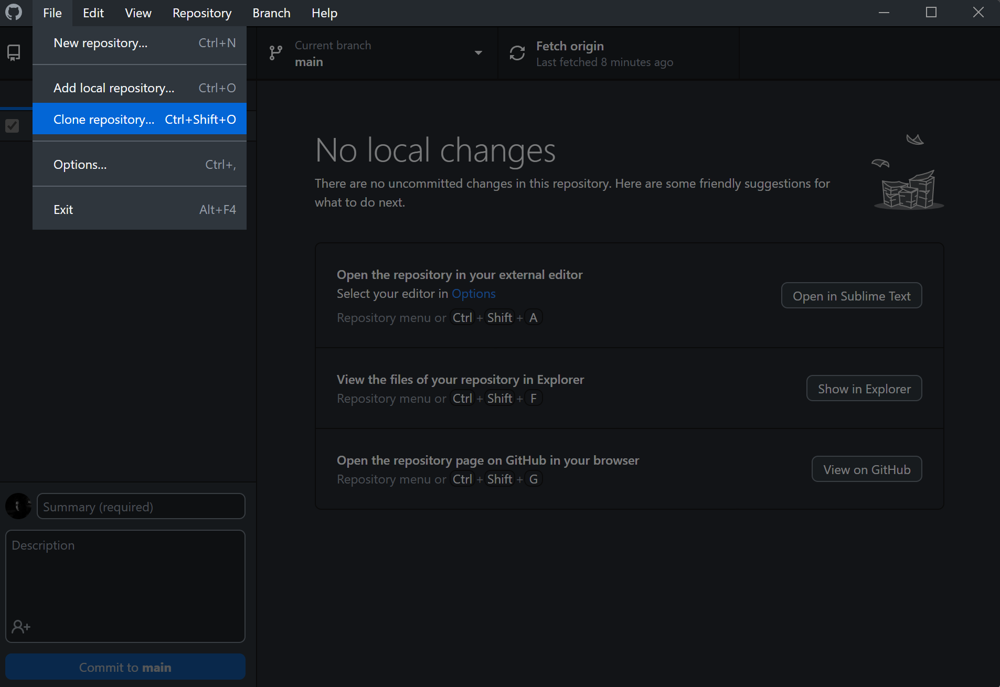 File Edit View Repository Branch Help
New repository... Ctrl+N
Add local repository... Ctrl+O
Clone repository... Ctrl+Shift+O
Options... Ctrl+,
Exit Alt+F4
Current branch
main
Fetch origin
Last fetched 8 minutes ago
No local changes
There are no uncommitted changes in this repository. Here are some friendly suggestions for
what to do next.
Open the repository in your external editor
Select your editor in Options
Repository menu or Ctrl + Shift + A
Open in Sublime Text
View the files of your repository in Explorer
Repository menu or Ctrl + Shift + F
Show in Explorer
Open the repository page on GitHub in your browser
Repository menu or Ctrl + Shift + G
View on GitHub
Summary (required)
Description
Commit to main